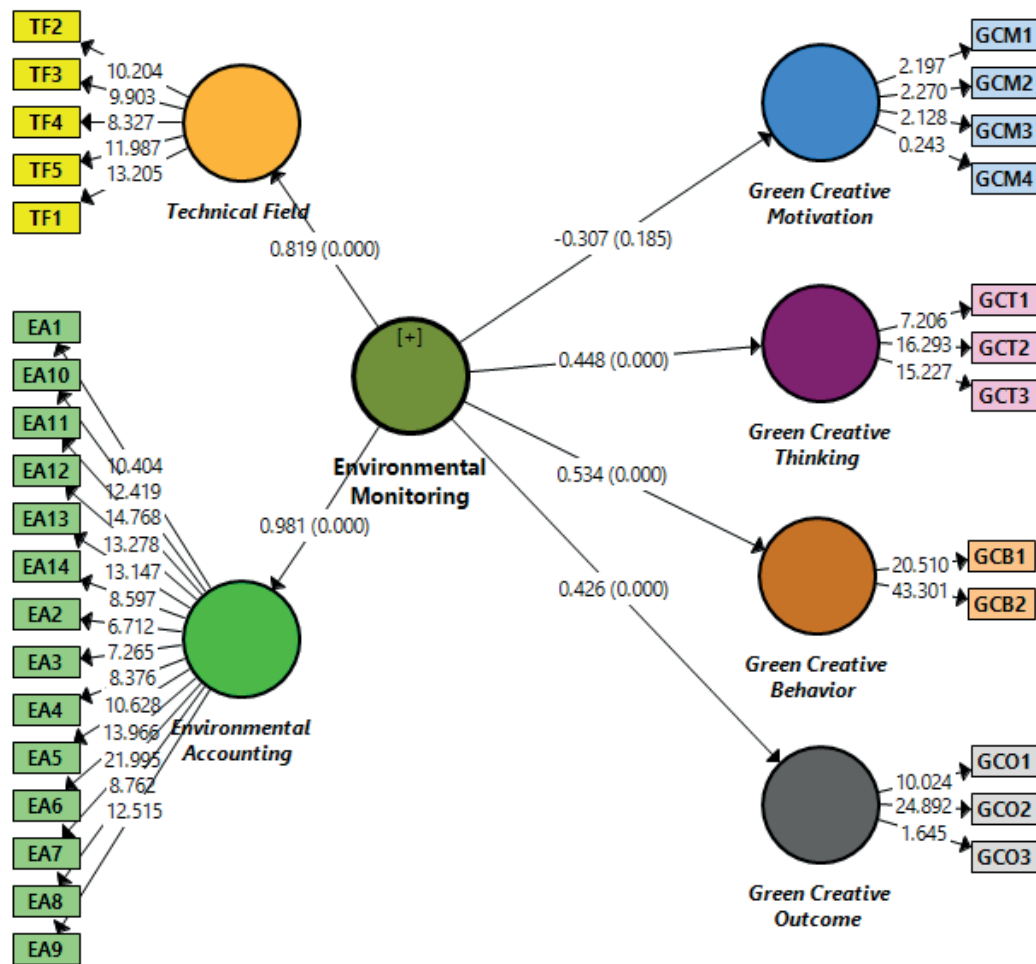 TF2
TF3
TF4
TF5
TF1
10.204
9.903
8.327
11.987
13.205
Technical Field
0.819 (0.000)
EA1
EA10
EA11
EA12
EA13
EA14
EA2
EA3
EA4
EA5
EA6
EA7
EA8
EA9
10.404
12.419
14.768
13.278
13.147
8.597
6.712
7.265
8.376
10.628
13.966
21.995
8.762
12.515
Environmental
Accounting
0.981 (0.000)
[+]
Environmental
Monitoring
-0.307 (0.185)
0.448 (0.000)
0.534 (0.000)
0.426 (0.000)
Green Creative
Motivation
2.197
2.270
2.128
0.243
GCM1
GCM2
GCM3
GCM4
Green Creative
Thinking
7.206
16.293
15.227
GCT1
GCT2
GCT3
Green Creative
Behavior
20.510
43.301
GCB1
GCB2
Green Creative
Outcome
10.024
24.892
1.645
GCO1
GCO2
GCO3